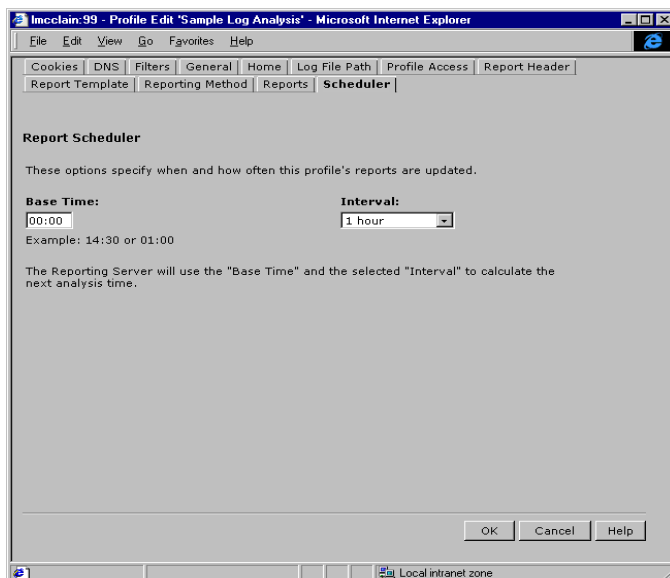 lmcclain:99 - Profile Edit 'Sample Log Analysis' - Microsoft Internet Explorer
File Edit View Go Favorites Help
Cookies DNS Filters General Home Log File Path Profile Access Report Header
Report Template Reporting Method Reports Scheduler
Report Scheduler
These options specify when and how often this profile's reports are updated.
Base Time: Interval:
00:00 1 hour
Example: 14:30 or 01:00
The Reporting Server will use the "Base Time" and the selected "Interval" to calculate the
next analysis time.
OK Cancel Help
Local intranet zone